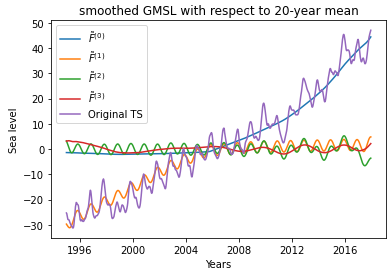 smoothed GMSL with respect to 20-year mean
50
40
30
20
10
0
−10
−20
−30
Sea level
F̃⁽⁰⁾
F̃⁽¹⁾
F̃⁽²⁾
F̃⁽³⁾
Original TS
1996 2000 2004 2008 2012 2016
Years